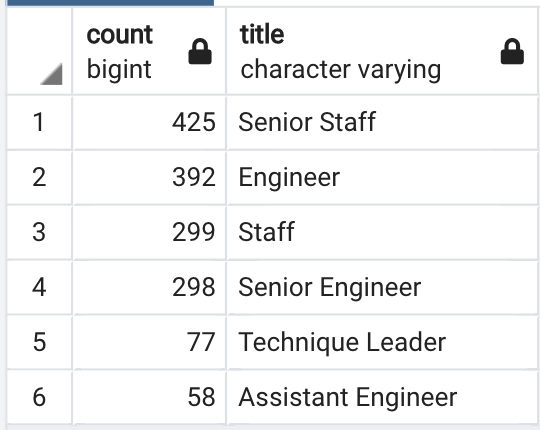 count title
bigint character varying
1 425 Senior Staff
2 392 Engineer
3 299 Staff
4 298 Senior Engineer
5 77 Technique Leader
6 58 Assistant Engineer